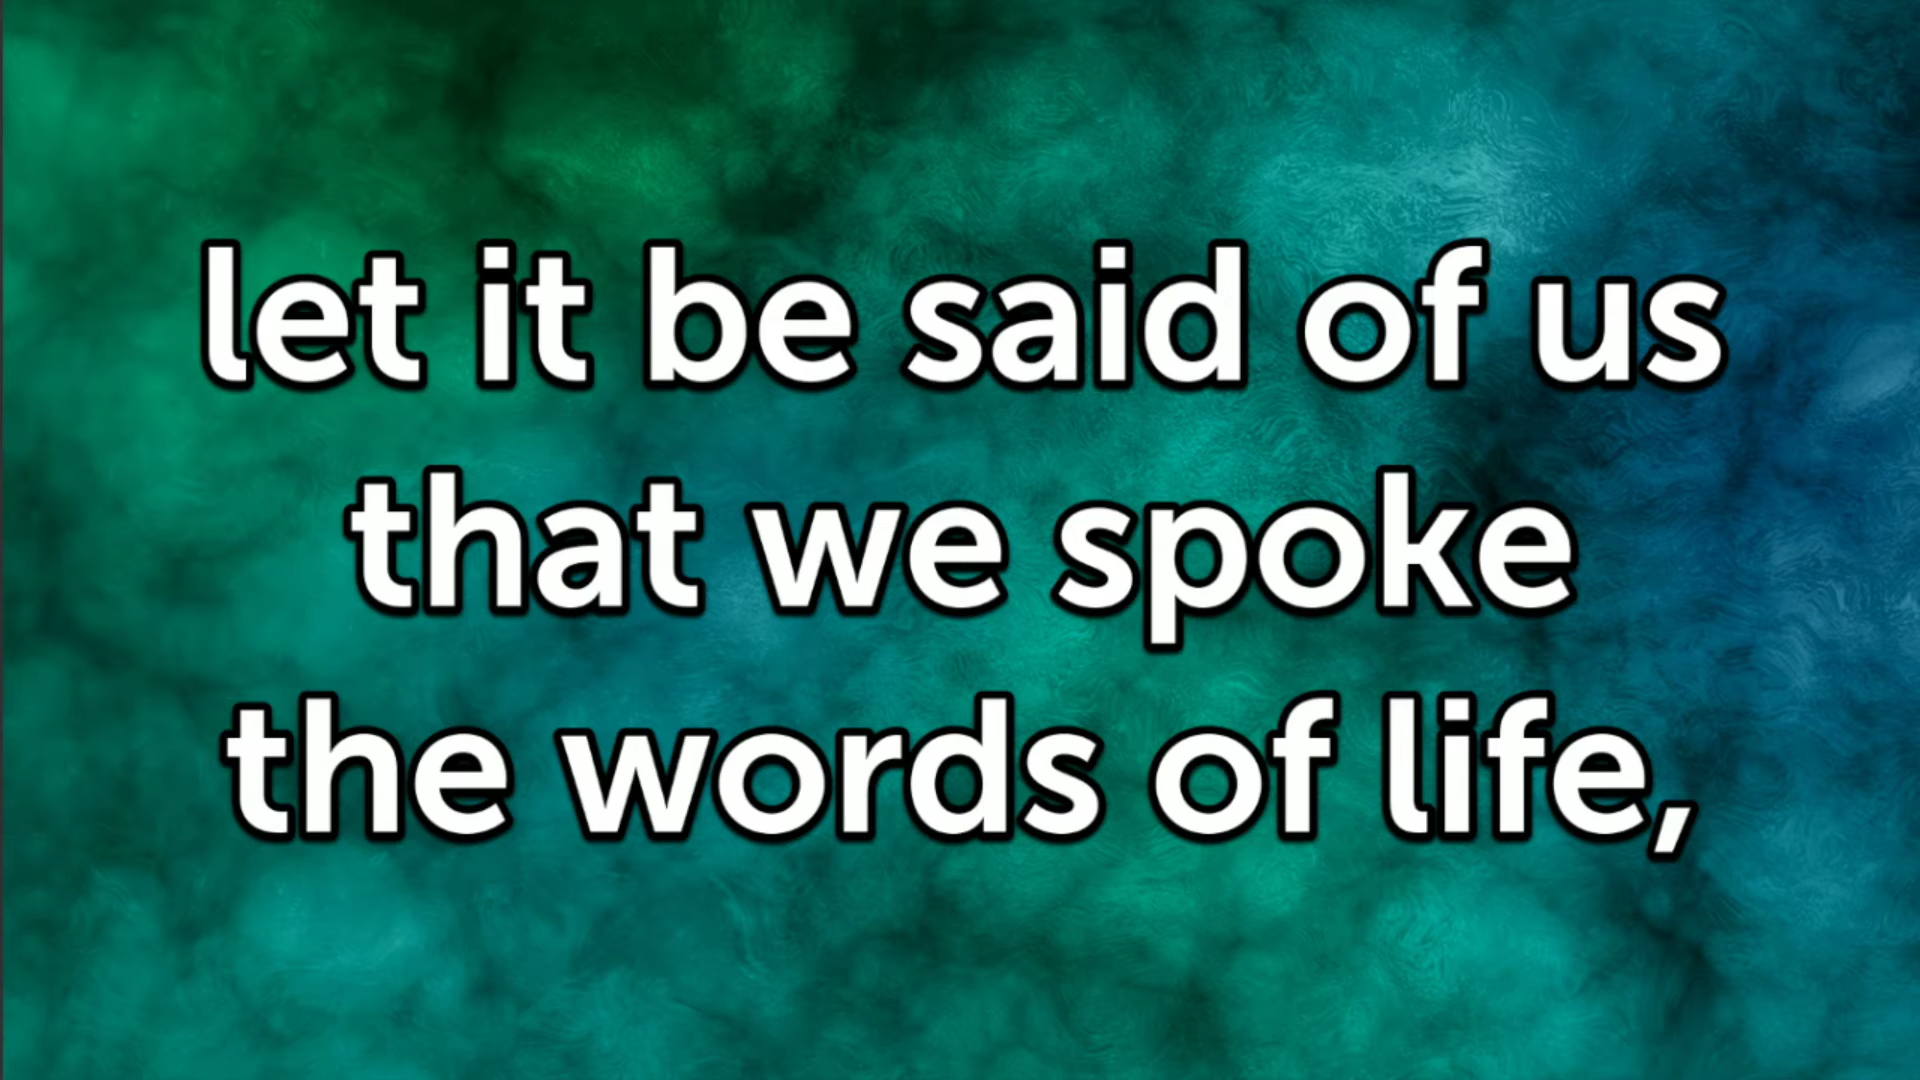 let it be said of us
that we spoke
the words of life,